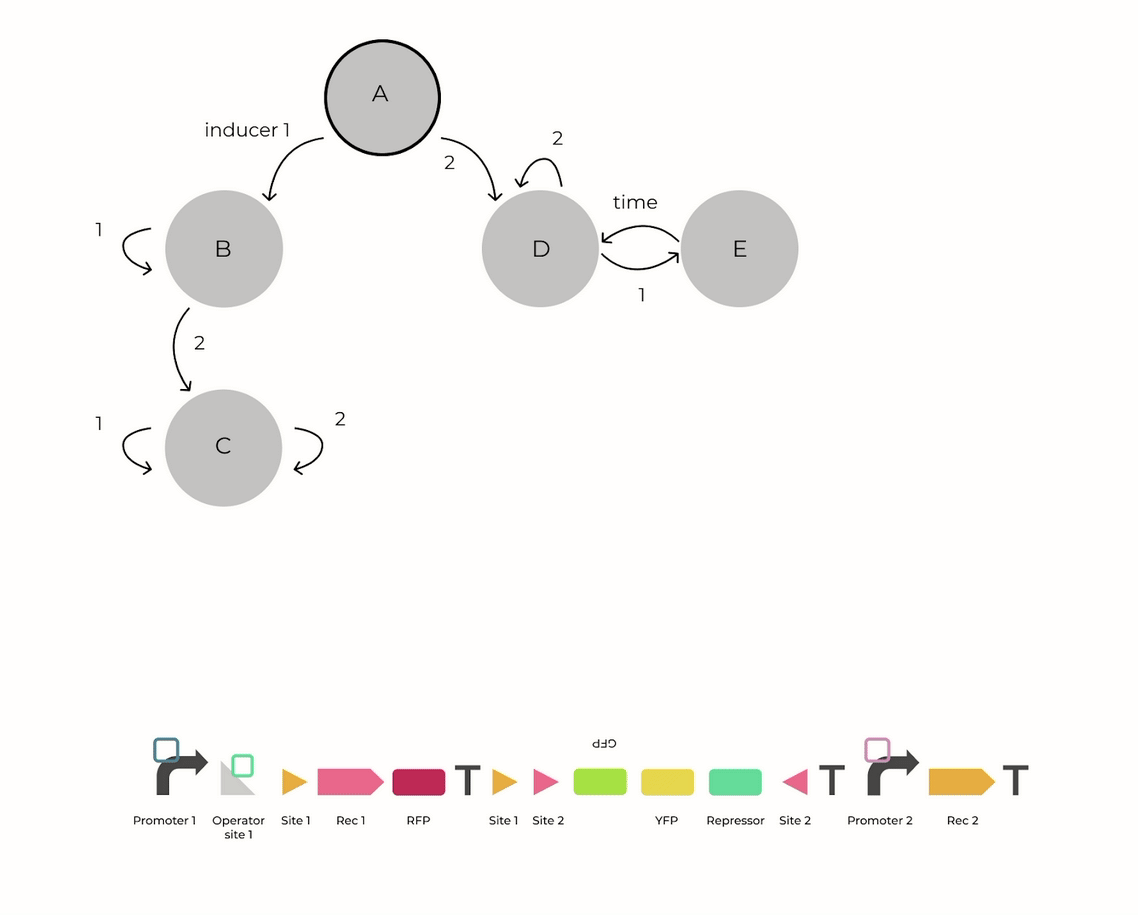 A
inducer 1
2
2
1
B
D
time
E
1
2
1
C
2
GFP
T
T
T
Promoter 1
Operator site 1
Site 1
Rec 1
RFP
Site 1
Site 2
YFP
Repressor
Site 2
Promoter 2
Rec 2